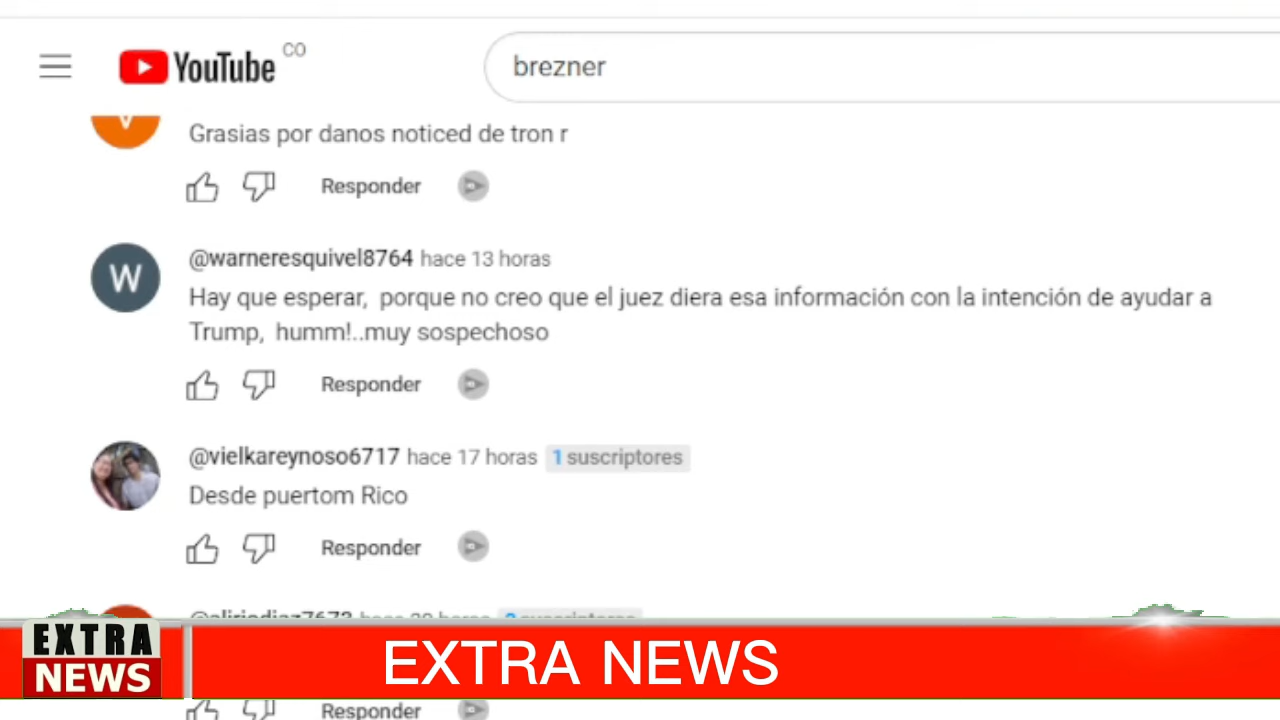 YouTube CO
brezner
V
Grasias por danos noticed de tron r
Responder
W
@warneresquivel8764 hace 13 horas
Hay que esperar, porque no creo que el juez diera esa información con la intención de ayudar a
Trump, humm!..muy sospechoso
Responder
@vielkareynoso6717 hace 17 horas 1 suscriptores
Desde puertom Rico
Responder
EXTRA
NEWS
EXTRA NEWS
Responder